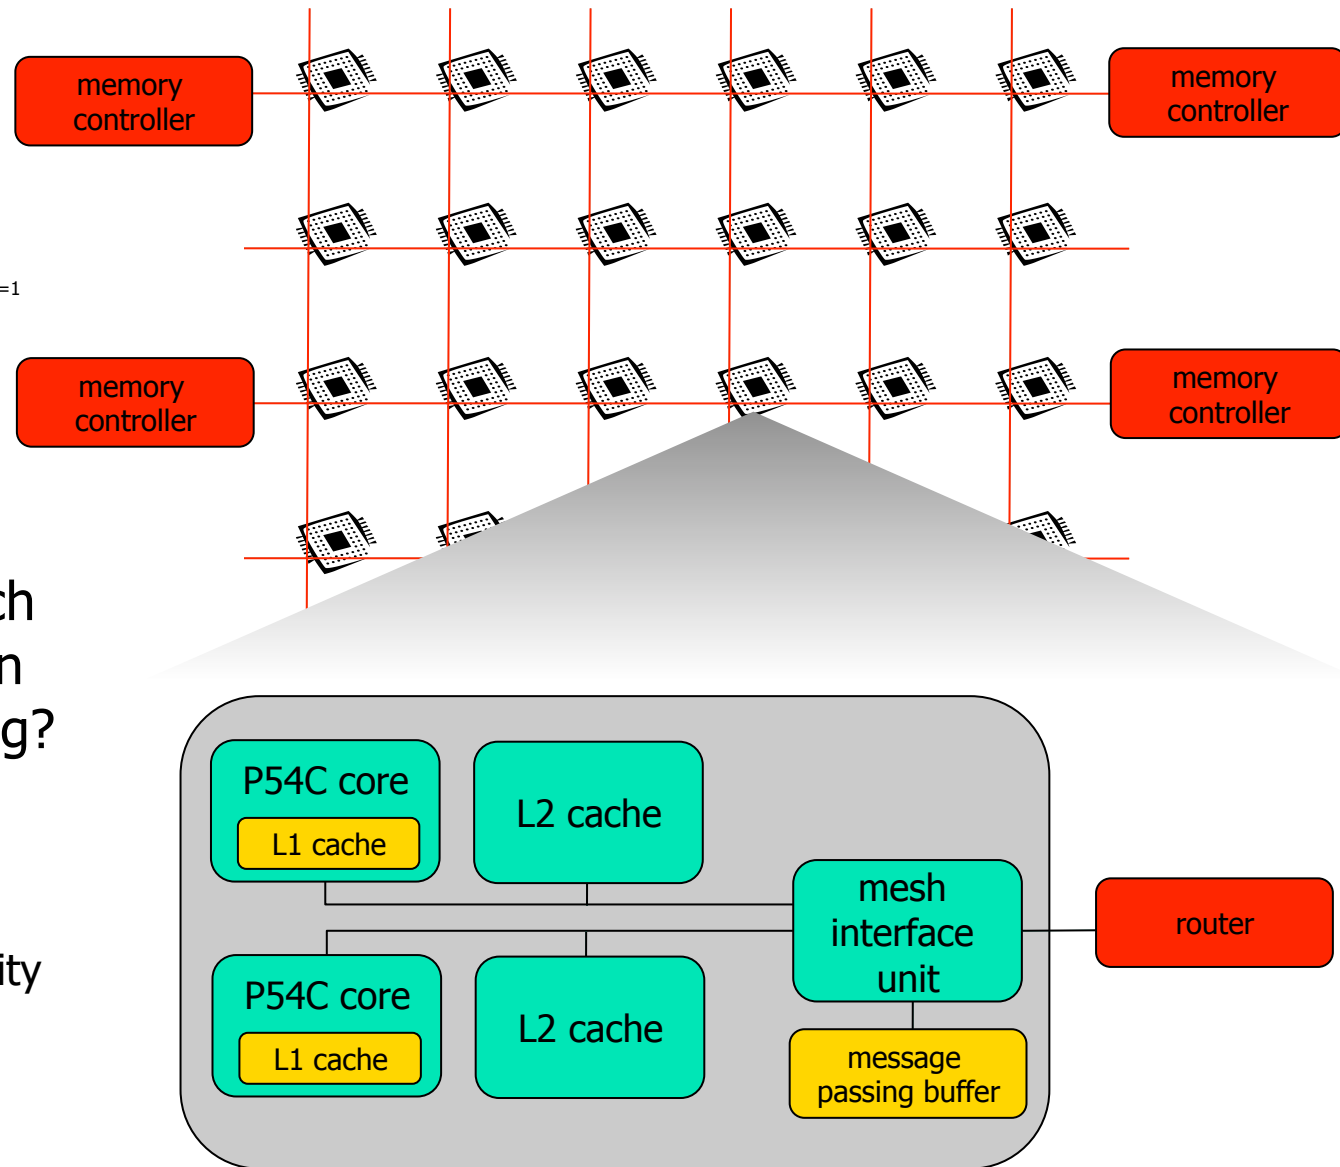 memory
controller
memory
controller
=1
memory
controller
memory
controller
ch
n
g?
P54C core
L1 cache
L2 cache
mesh
interface
unit
router
ity
P54C core
L1 cache
L2 cache
message
passing buffer